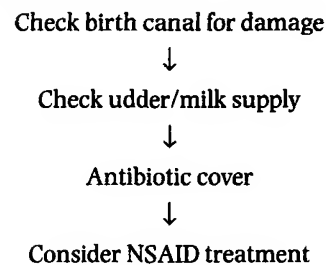 Check birth canal for damage
↓
Check udder/milk supply
↓
Antibiotic cover
↓
Consider NSAID treatment